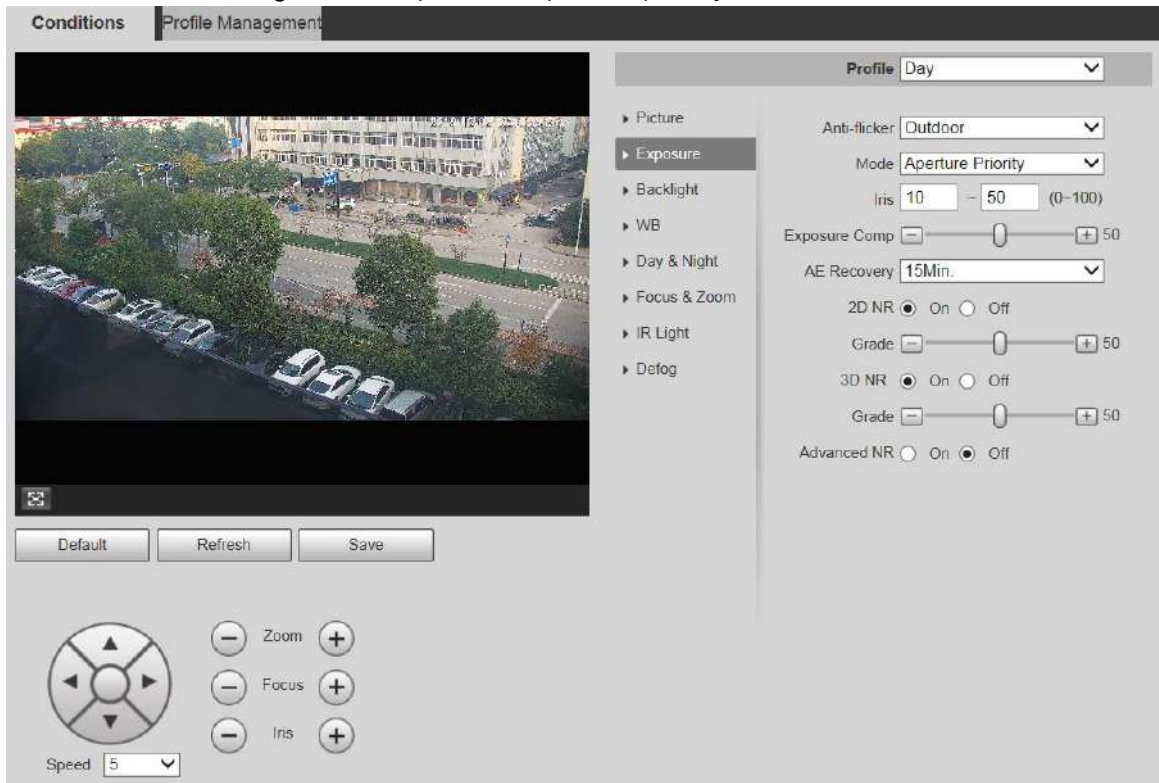 Conditions
Profile Management
Profile Day
Picture
Exposure
Backlight
WB
Day & Night
Focus & Zoom
IR Light
Defog
Anti-flicker Outdoor
Mode Aperture Priority
Iris 10 - 50 (0-100)
Exposure Comp 50
AE Recovery 15Min.
2D NR On Off
Grade 50
3D NR On Off
Grade 50
Advanced NR On Off
Default Refresh Save
Zoom
Focus
Iris
Speed 5